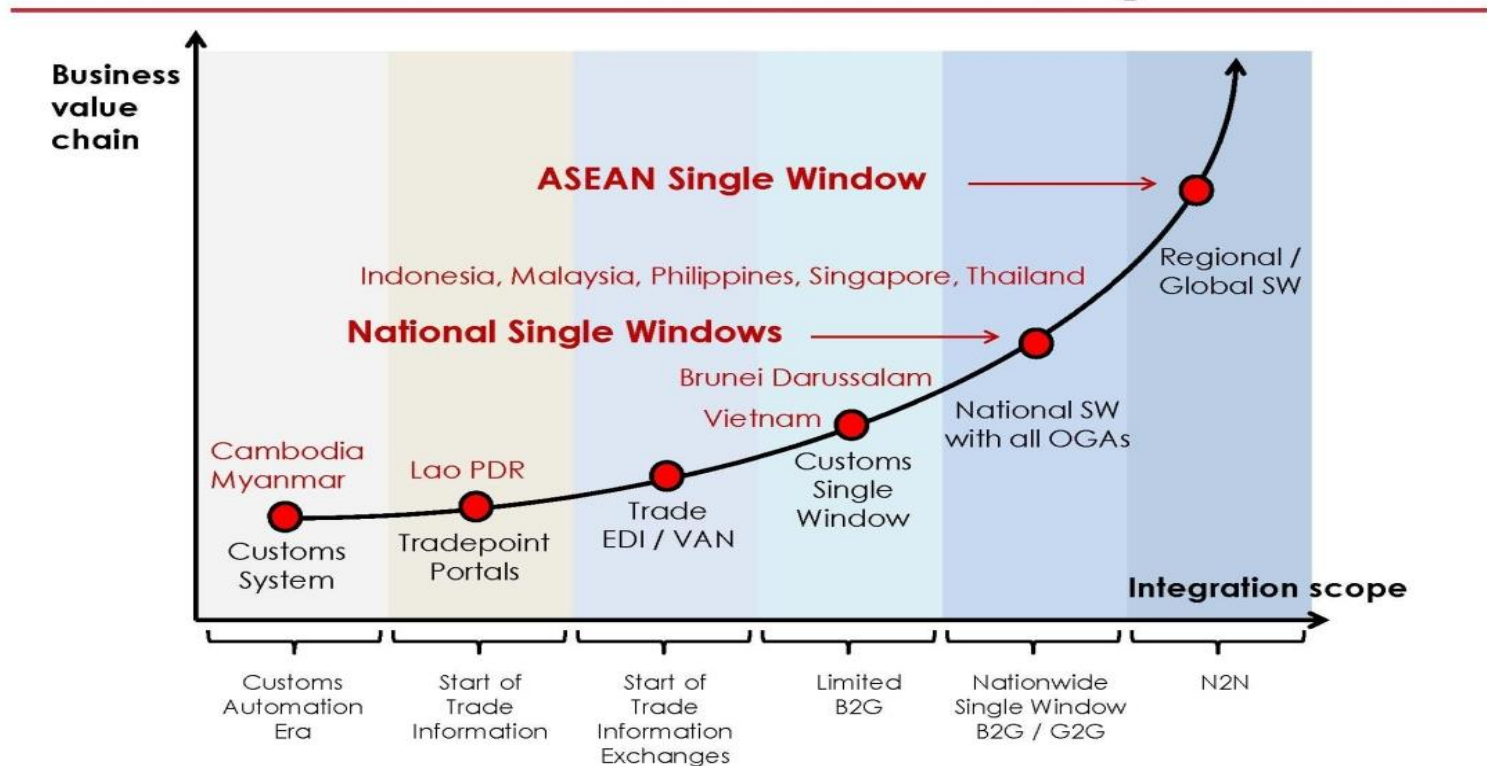 Business
value
chain
ASEAN Single Window
Indonesia, Malaysia, Philippines, Singapore, Thailand
Regional /
Global SW
National Single Windows
Brunei Darussalam
Vietnam
National SW
with all OGAs
Cambodia
Myanmar
Lao PDR
Customs
Single
Window
Trade
EDI / VAN
Tradepoint
Portals
Customs
System
Integration scope
Customs
Automation
Era
Start of
Trade
Information
Start of
Trade
Information
Exchanges
Limited
B2G
Nationwide
Single Window
B2G / G2G
N2N